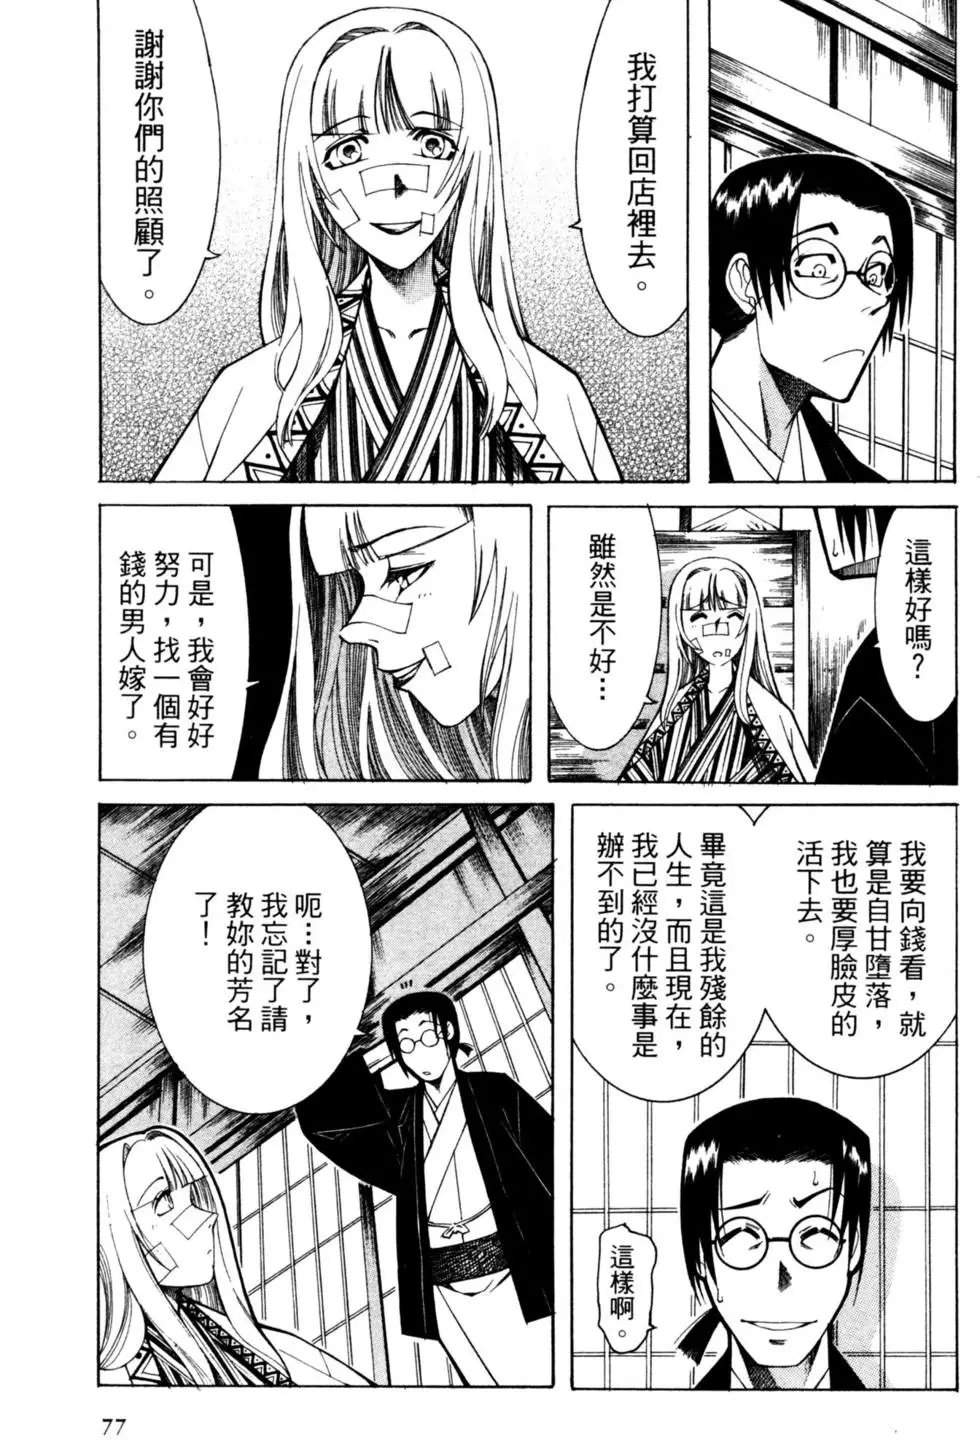 我打算回店裡去。
謝謝你們的照顧了。
這樣好嗎？
雖然是不好…
可是，我會好好
努力，找一個有
錢的男人嫁了。
我要向錢看，就
算是自甘墮落，
我也要厚臉皮的
活下去。
畢竟這是我殘餘的
人生，而且現在，
我已經沒什麼事是
辦不到的了。
這樣啊。
呃…對了，
我忘記了請
教妳的芳名
了！
77